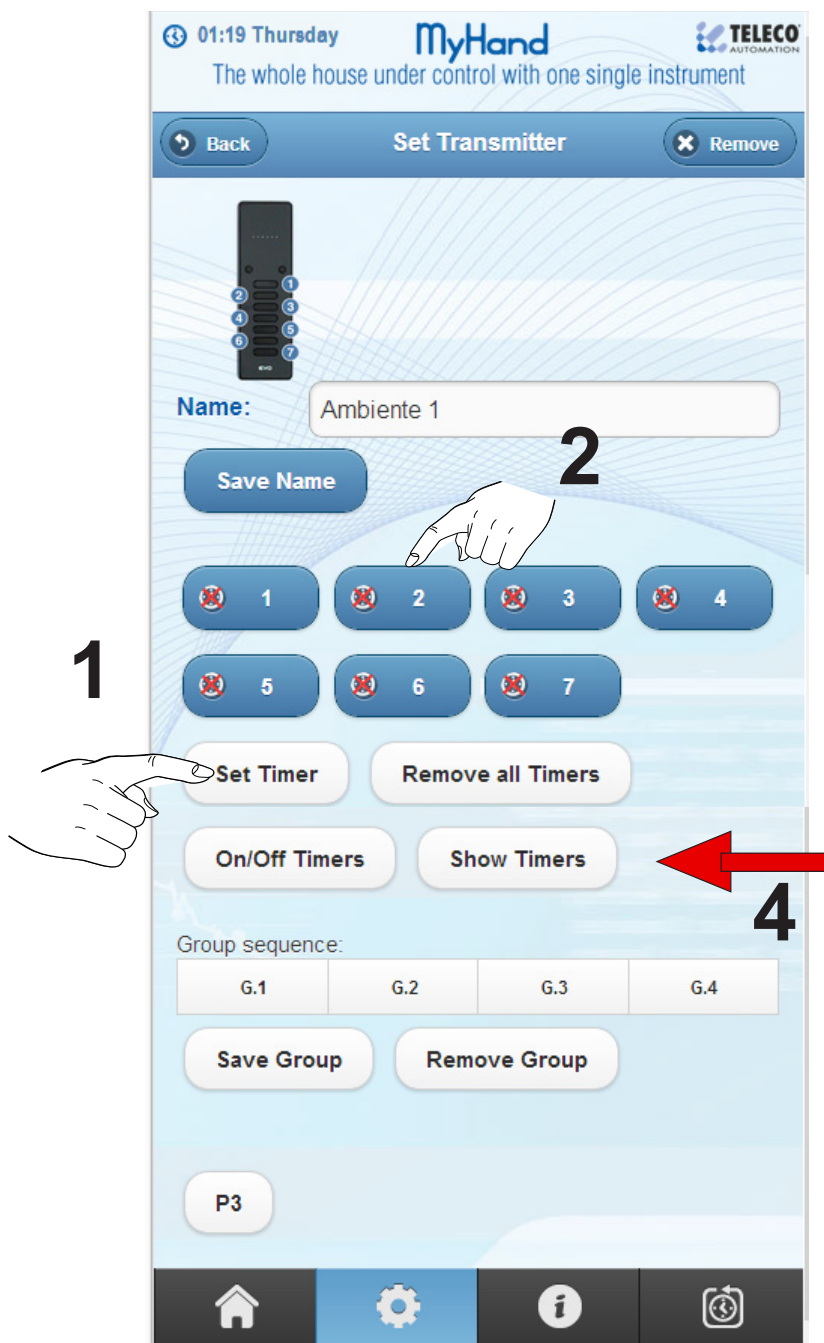 01:19 Thursday MyHand TELECO AUTOMATION
The whole house under control with one single instrument
Back Set Transmitter Remove
1
2 3
4 5
6 7
EVO
Name: Ambiente 1
2
Save Name
1 2 3 4
1
5 6 7
Set Timer Remove all Timers
On/Off Timers Show Timers
4
Group sequence:
G.1 G.2 G.3 G.4
Save Group Remove Group
P3
i